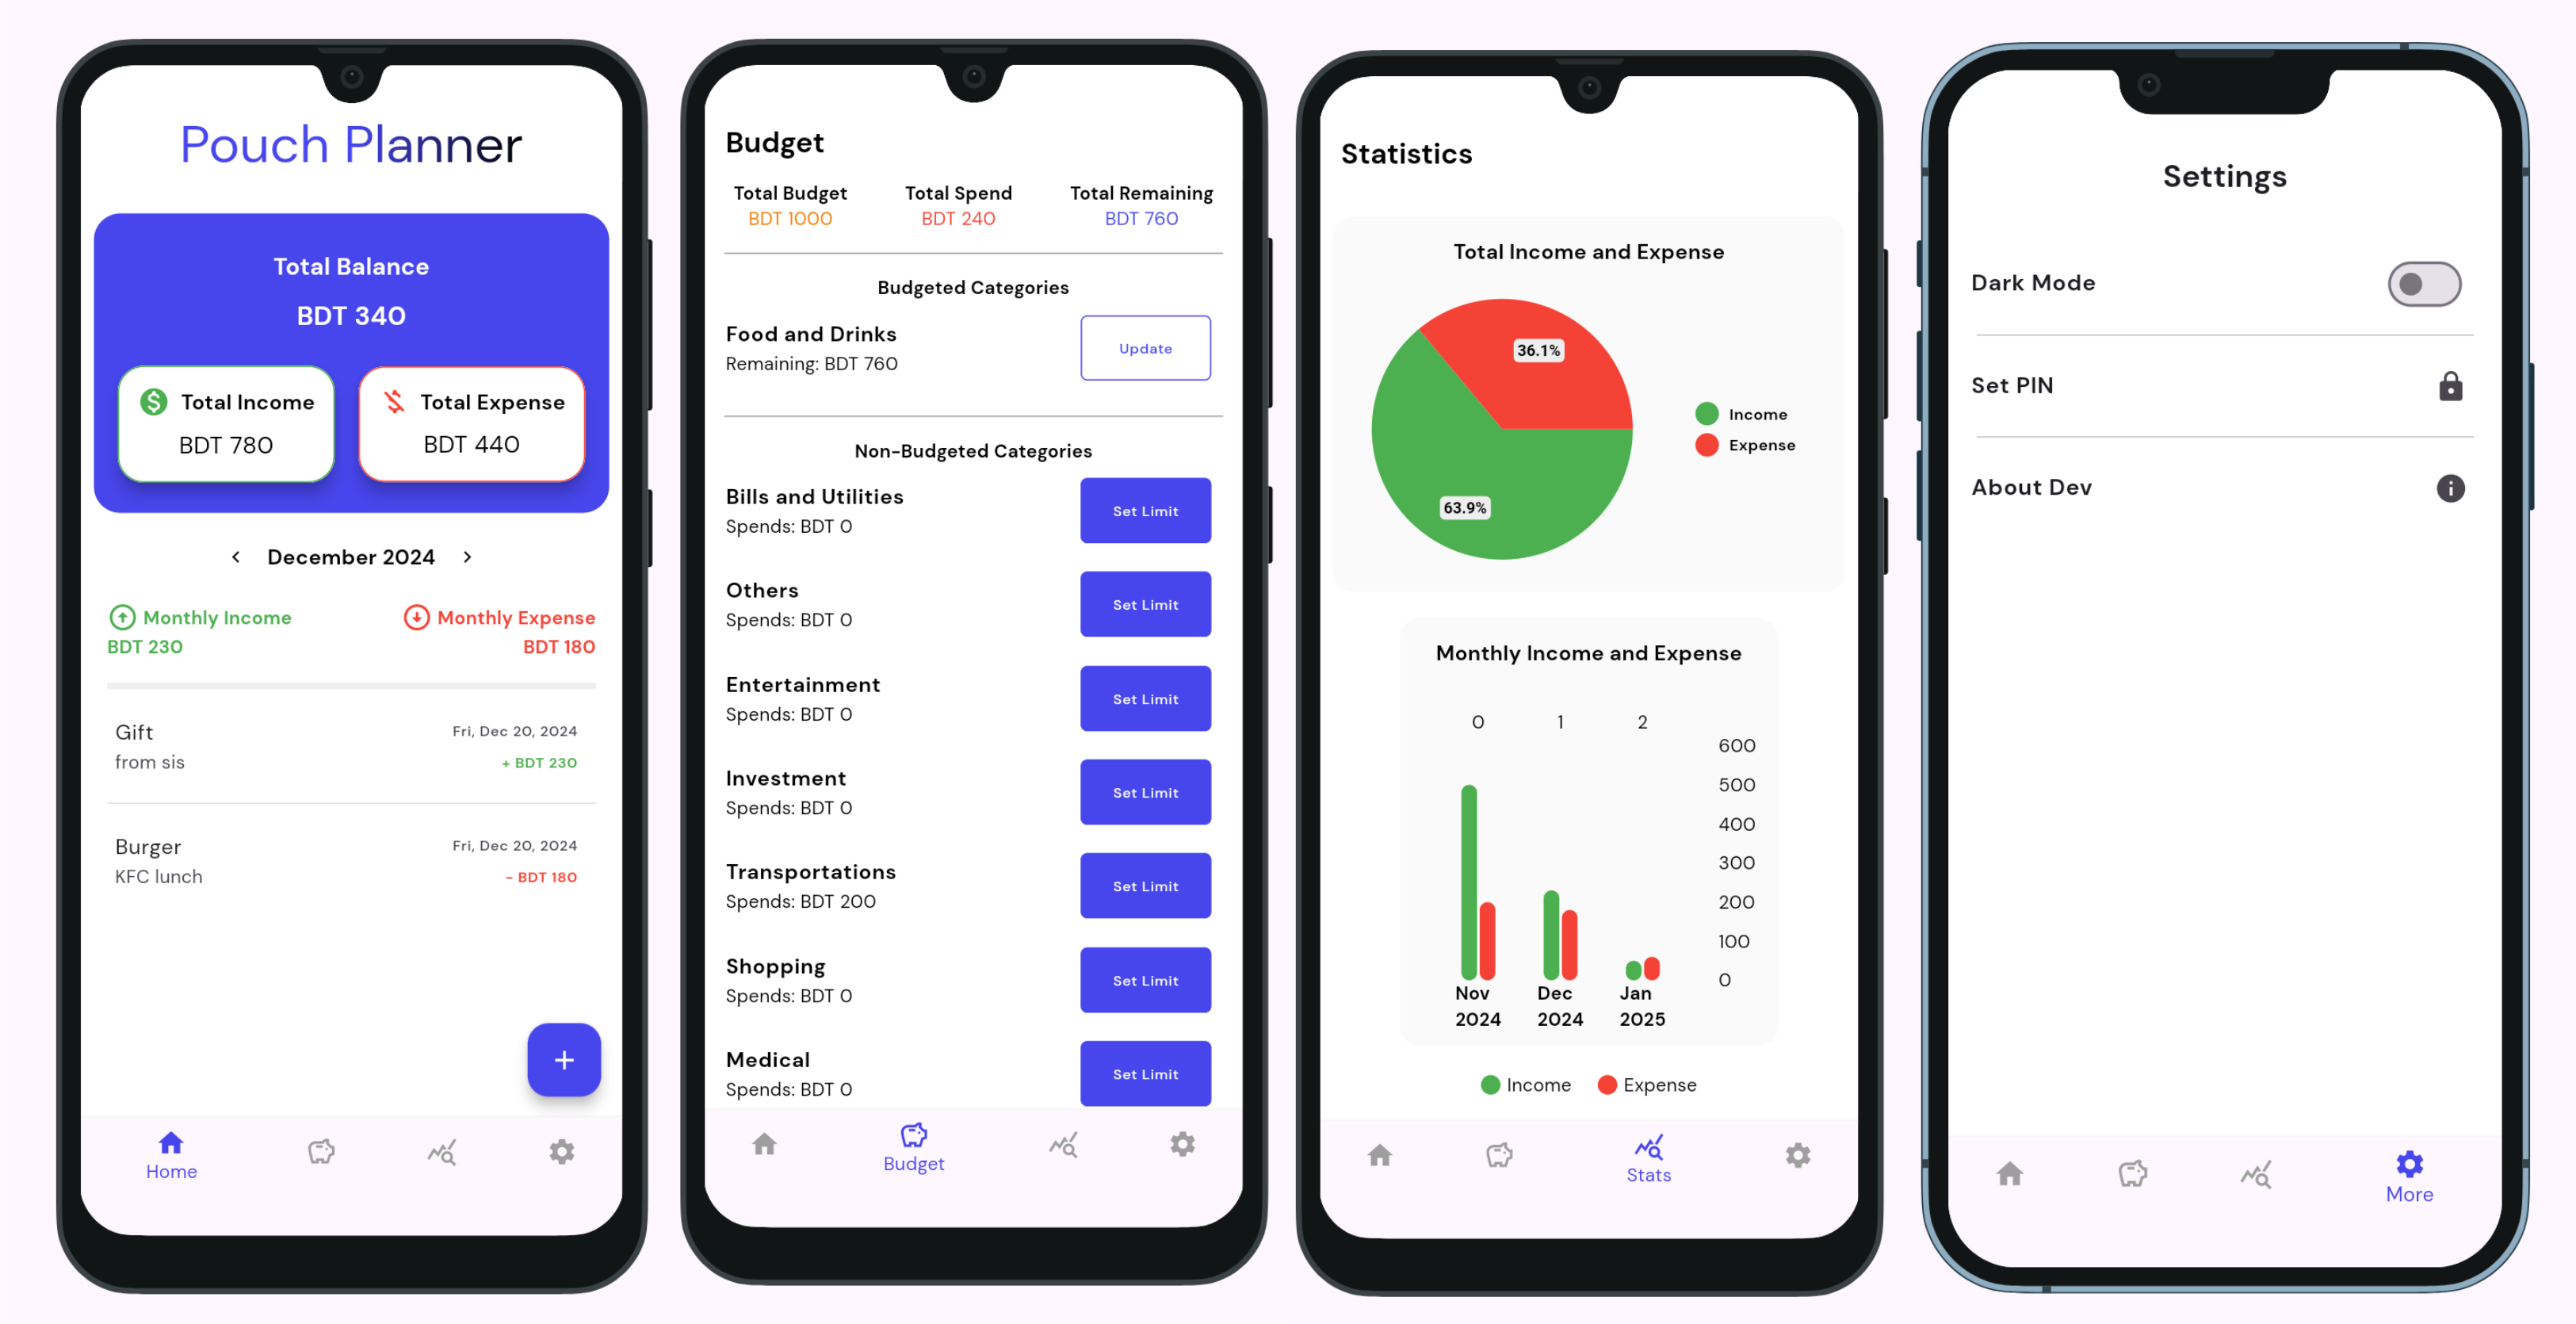 Pouch Planner
Total Balance
BDT 340
Total Income
BDT 780
Total Expense
BDT 440
December 2024
Monthly Income
BDT 230
Monthly Expense
BDT 180
Gift
Fri, Dec 20, 2024
from sis
+ BDT 230
Burger
Fri, Dec 20, 2024
KFC lunch
- BDT 180
+
Home
Budget
Total Budget
BDT 1000
Total Spend
BDT 240
Total Remaining
BDT 760
Budgeted Categories
Food and Drinks
Remaining: BDT 760
Update
Non-Budgeted Categories
Bills and Utilities
Spends: BDT 0
Set Limit
Others
Spends: BDT 0
Set Limit
Entertainment
Spends: BDT 0
Set Limit
Investment
Spends: BDT 0
Set Limit
Transportations
Spends: BDT 200
Set Limit
Shopping
Spends: BDT 0
Set Limit
Medical
Spends: BDT 0
Set Limit
Budget
Statistics
Total Income and Expense
36.1%
63.9%
Income
Expense
Monthly Income and Expense
0 1 2
600
500
400
300
200
100
0
Nov 2024
Dec 2024
Jan 2025
Income Expense
Stats
Settings
Dark Mode
Set PIN
About Dev
More